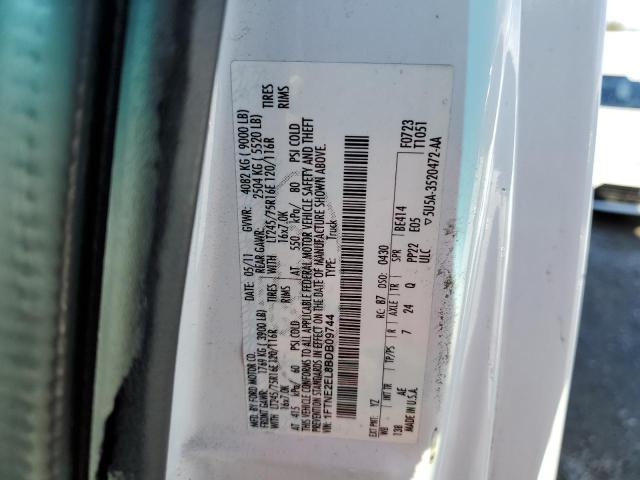 MFD. BY FORD MOTOR CO.
DATE: 05/11 GVWR: 4082 KG ( 9000 LB)
FRONT GAWR: 1769 KG ( 3900 LB) REAR GAWR: 2504 KG ( 5520 LB)
LT245/75R16E 120/116R TIRES WITH LT245/75R16E 120/116R TIRES
16x7.0K RIMS WITH 16x7.0K RIMS
AT 415 kPa/ 60 PSI COLD AT 550 kPa/ 80 PSI COLD
THIS VEHICLE CONFORMS TO ALL APPLICABLE FEDERAL MOTOR VEHICLE SAFETY AND THEFT
PREVENTION STANDARDS IN EFFECT ON THE DATE OF MANUFACTURE SHOWN ABOVE.
1FTNE2EL8BDB09744 TYPE: Truck
EXT PNT: YZ RC: 87 DSO: 0430 F0723
WB INT TR TP/PS R AXLE TR SPR BE414 T1051
138 AE 7 24 Q PP22 E05
MADE IN U.S.A. ULC ▽5U5A-3520472-AA